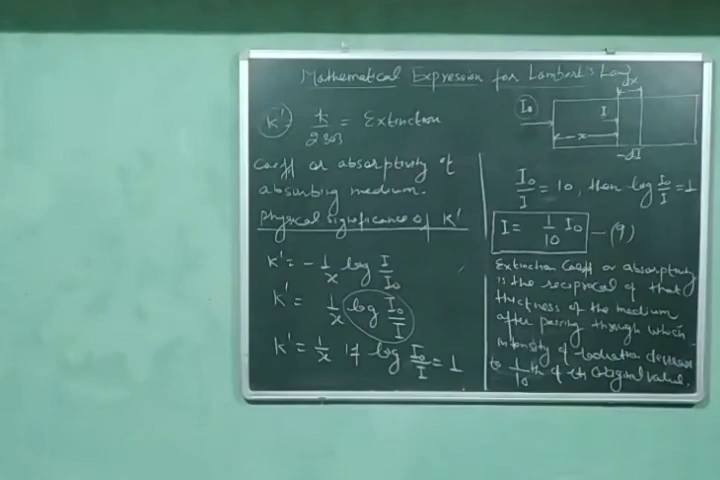 Mathematical Expression for Lambert's Law
K' = k/2303 = Extinction
Coeff or absorptivity of
absorbing medium.
Physical significance of K'
K' = - 1/x log I/I₀
K' = 1/x log I₀/I
K' = 1/x if log I₀/I = 1
dx
I₀
I
x
-dI
I₀/I = 10, then log I₀/I = 1
I = 1/10 I₀ — (9)
Extinction Coeff or absorptivity
is the reciprocal of that
thickness of the medium
after passing through which
intensity of radiation decrease
to 1/10 th of its original value.